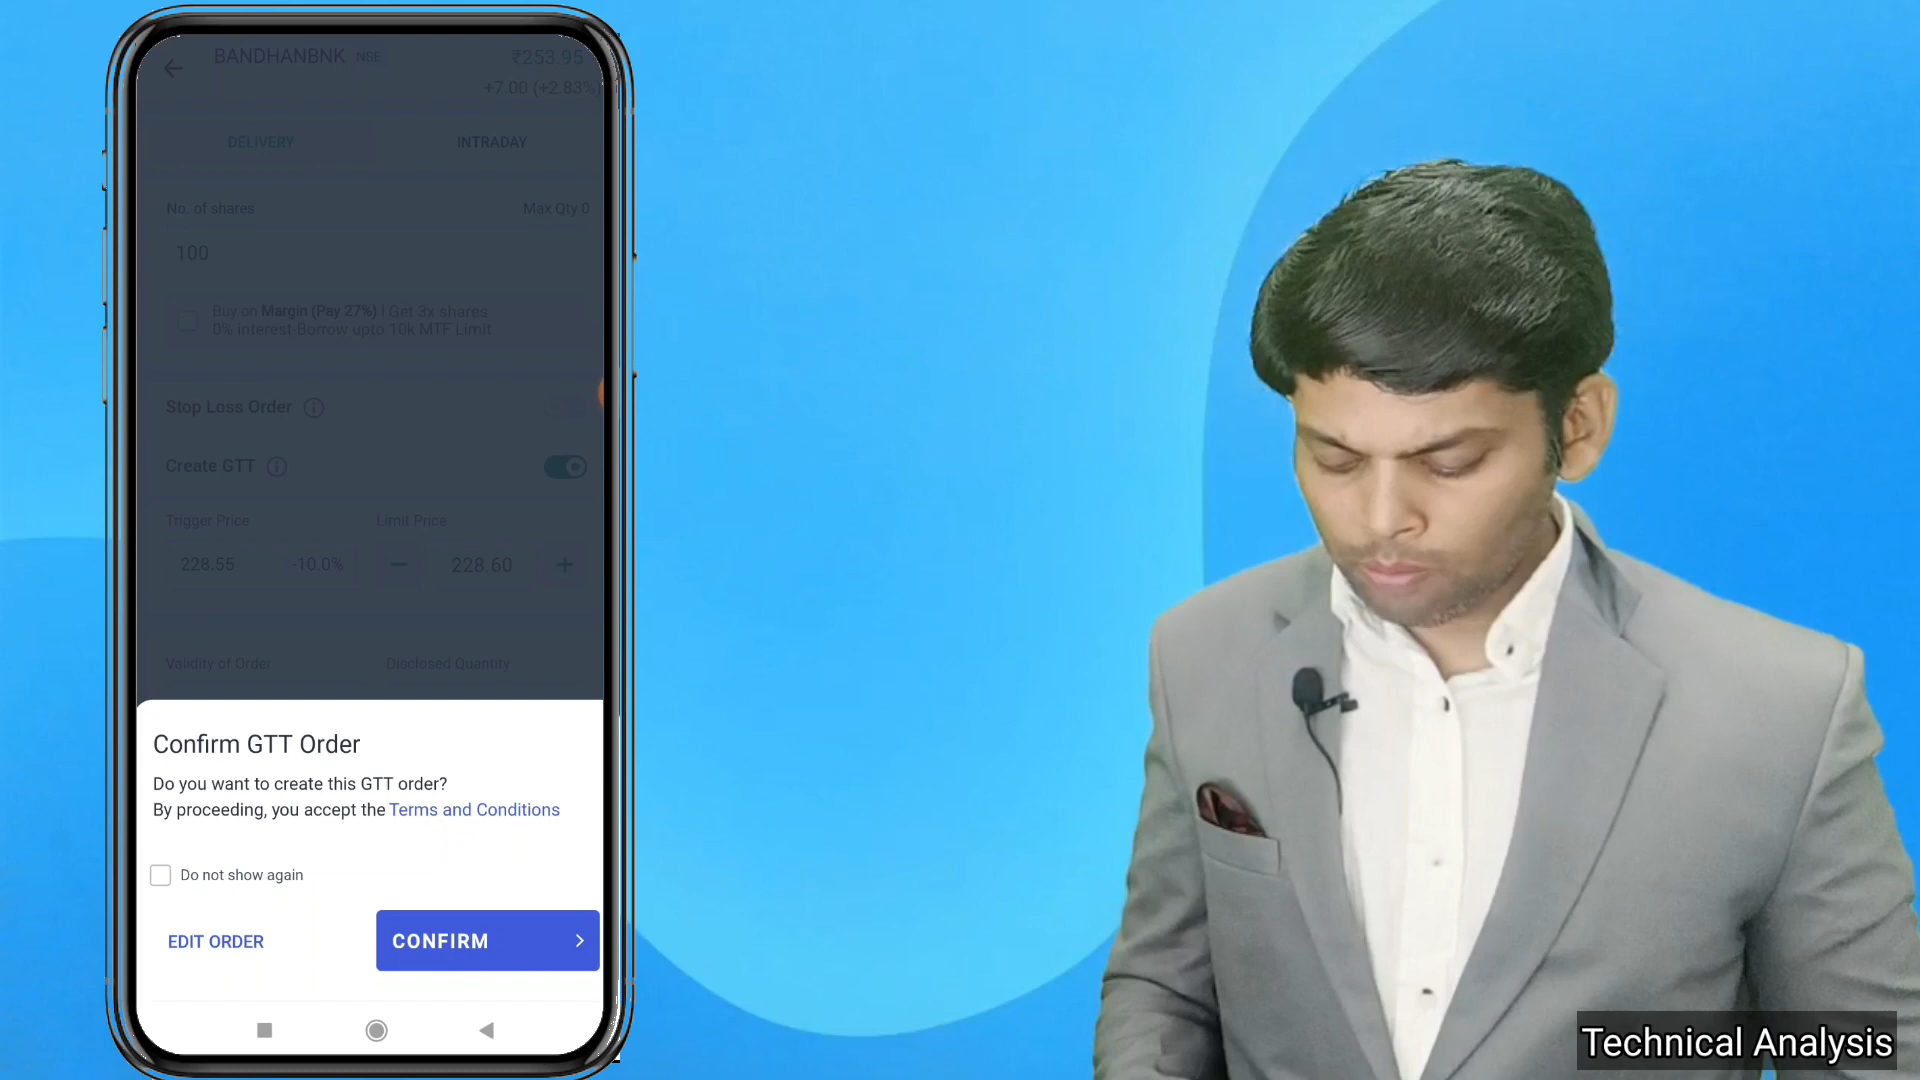 BANDHANBNK NSE ₹253.95
+7.00 (+2.83%)
DELIVERY INTRADAY
No. of shares Max Qty 0
100
Buy on Margin (Pay 27%) | Get 3x shares
0% interest-Borrow upto 10k MTF Limit
Stop Loss Order
Create GTT
Trigger Price Limit Price
228.55 -10.0% 228.60
Validity of Order Disclosed Quantity
Confirm GTT Order
Do you want to create this GTT order?
By proceeding, you accept the Terms and Conditions
Do not show again
EDIT ORDER CONFIRM
Technical Analysis